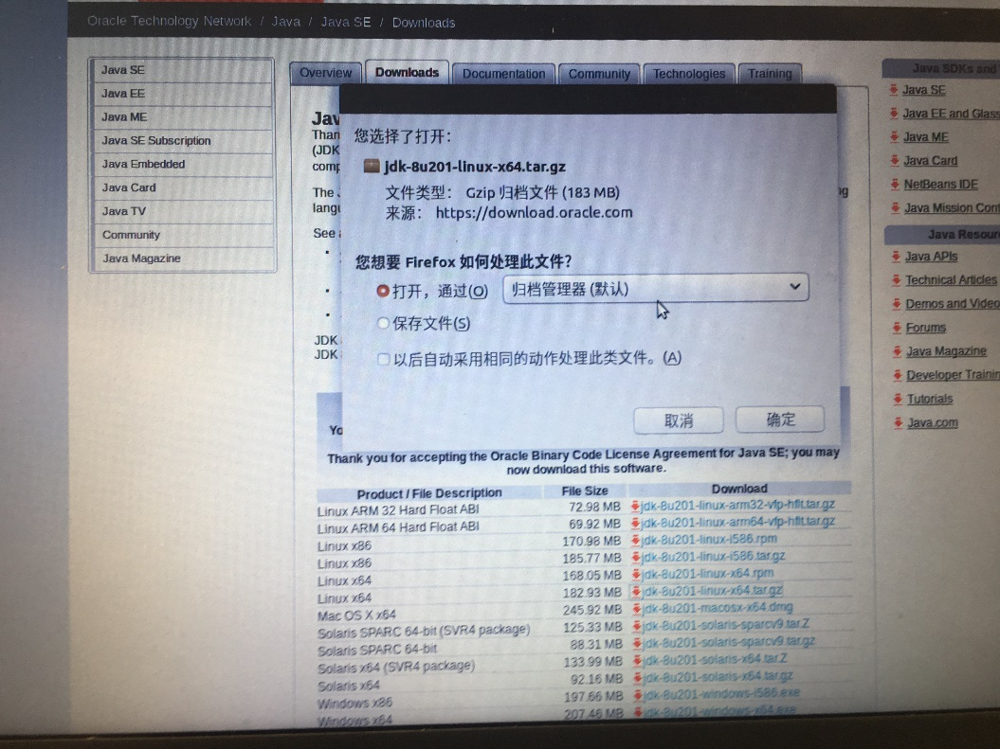 Oracle Technology Network / Java / Java SE / Downloads
Java SE
Java EE
Java ME
Java SE Subscription
Java Embedded
Java Card
Java TV
Community
Java Magazine
Overview Downloads Documentation Community Technologies Training
Jav
Than
(JDK
comp
The
ng
langu
See
JDK
JDK
您选择了打开：
jdk-8u201-linux-x64.tar.gz
文件类型： Gzip 归档文件 (183 MB)
来源： https://download.oracle.com
您想要 Firefox 如何处理此文件？
打开，通过(O) 归档管理器 (默认)
保存文件(S)
以后自动采用相同的动作处理此类文件。(A)
取消 确定
Yo
Thank you for accepting the Oracle Binary Code License Agreement for Java SE; you may
now download this software.
Product / File Description File Size Download
Linux ARM 32 Hard Float ABI 72.98 MB jdk-8u201-linux-arm32-vfp-hflt.tar.gz
Linux ARM 64 Hard Float ABI 69.92 MB jdk-8u201-linux-arm64-vfp-hflt.tar.gz
Linux x86 170.98 MB jdk-8u201-linux-i586.rpm
Linux x86 185.77 MB jdk-8u201-linux-i586.tar.gz
Linux x64 168.05 MB jdk-8u201-linux-x64.rpm
Linux x64 182.93 MB jdk-8u201-linux-x64.tar.gz
Mac OS X x64 245.92 MB jdk-8u201-macosx-x64.dmg
Solaris SPARC 64-bit (SVR4 package) 125.33 MB jdk-8u201-solaris-sparcv9.tar.Z
Solaris SPARC 64-bit 88.31 MB jdk-8u201-solaris-sparcv9.tar.gz
Solaris x64 (SVR4 package) 133.99 MB jdk-8u201-solaris-x64.tar.Z
Solaris x64 92.16 MB jdk-8u201-solaris-x64.tar.gz
Windows x86 197.66 MB jdk-8u201-windows-i586.exe
Windows x64 207.46 MB jdk-8u201-windows-x64.exe
Java SDKs and
Java SE
Java EE and Glass
Java ME
Java Card
NetBeans IDE
Java Mission Cont
Java Resour
Java APIs
Technical Articles
Demos and Video
Forums
Java Magazine
Developer Trainin
Tutorials
Java.com